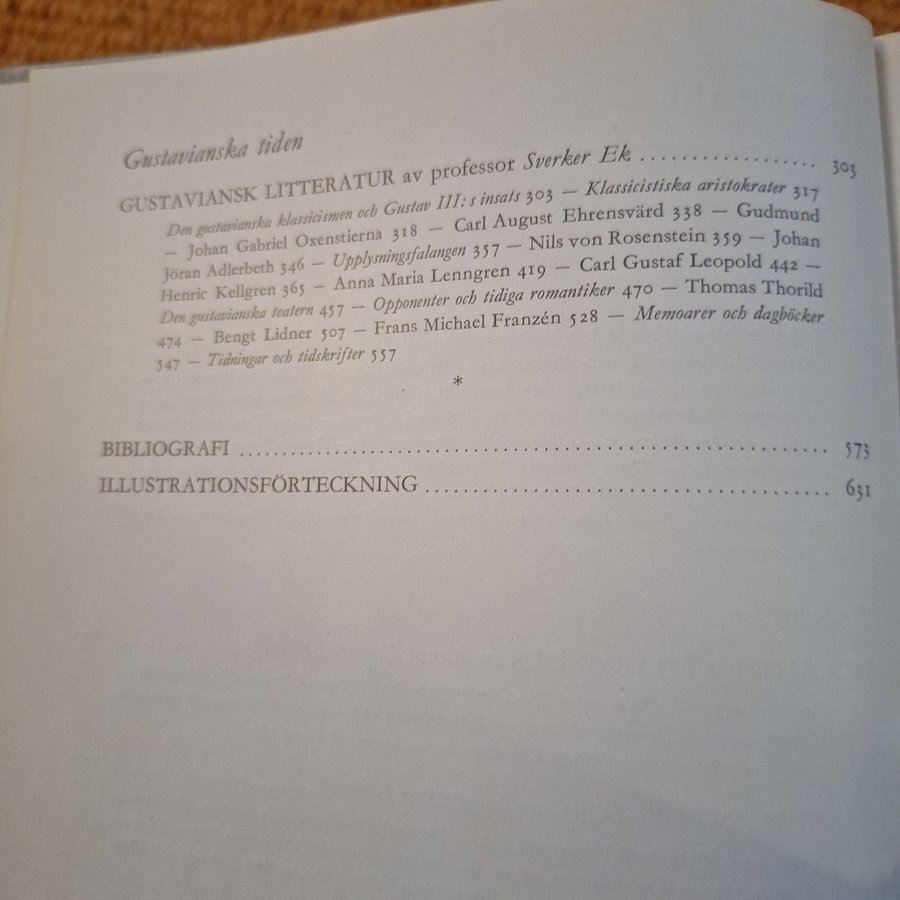 Gustavianska tiden
GUSTAVIANSK LITTERATUR av professor Sverker Ek .................. 303
Den gustavianska klassicismen och Gustav III:s insats 303 — Klassicistiska aristokrater 317
— Johan Gabriel Oxenstierna 318 — Carl August Ehrensvärd 338 — Gudmund
Jöran Adlerbeth 346 — Upplysningsfalangen 357 — Nils von Rosenstein 359 — Johan
Henric Kellgren 365 — Anna Maria Lenngren 419 — Carl Gustaf Leopold 442 —
Den gustavianska teatern 457 — Opponenter och tidiga romantiker 470 — Thomas Thorild
474 — Bengt Lidner 507 — Frans Michael Franzén 528 — Memoarer och dagböcker
547 — Tidningar och tidskrifter 557
*
BIBLIOGRAFI .................................................. 573
ILLUSTRATIONSFÖRTECKNING .................................. 631